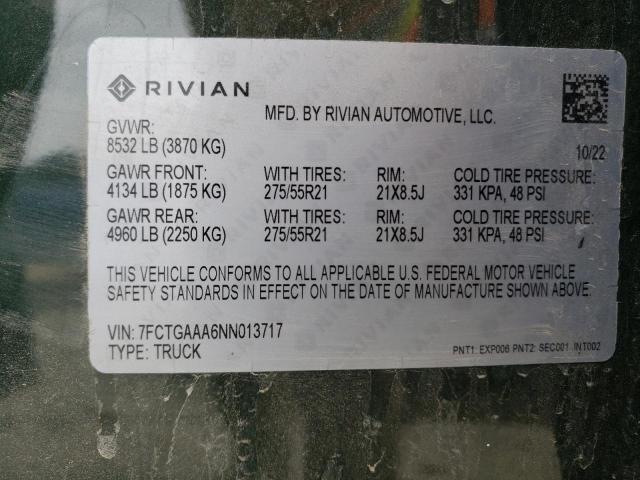 RIVIAN
MFD. BY RIVIAN AUTOMOTIVE, LLC.
GVWR:
8532 LB (3870 KG) 10/22
GAWR FRONT: WITH TIRES: RIM: COLD TIRE PRESSURE:
4134 LB (1875 KG) 275/55R21 21X8.5J 331 KPA, 48 PSI
GAWR REAR: WITH TIRES: RIM: COLD TIRE PRESSURE:
4960 LB (2250 KG) 275/55R21 21X8.5J 331 KPA, 48 PSI
THIS VEHICLE CONFORMS TO ALL APPLICABLE U.S. FEDERAL MOTOR VEHICLE
SAFETY STANDARDS IN EFFECT ON THE DATE OF MANUFACTURE SHOWN ABOVE.
VIN: 7FCTGAAA6NN013717
TYPE: TRUCK PNT1: EXP006 PNT2: SEC001 INT002